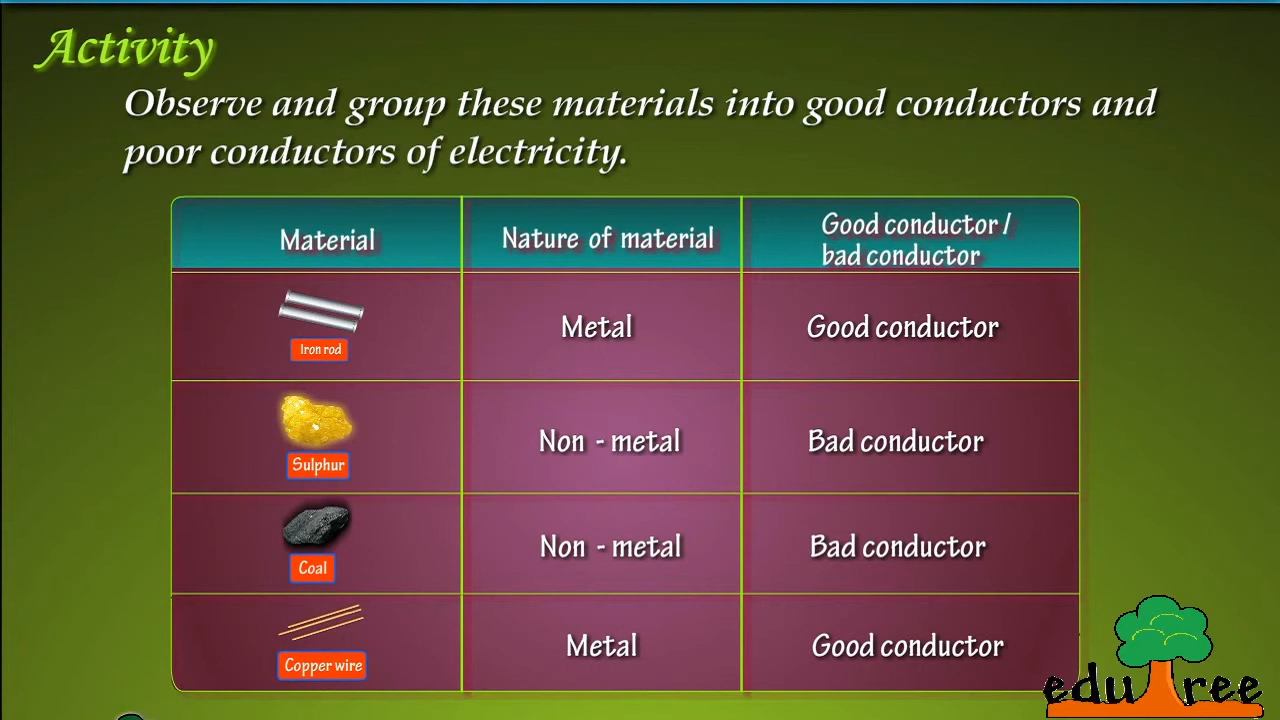 Activity
Observe and group these materials into good conductors and
poor conductors of electricity.
Material
Nature of material
Good conductor /
bad conductor
Iron rod
Metal
Good conductor
Sulphur
Non - metal
Bad conductor
Coal
Non - metal
Bad conductor
Copper wire
Metal
Good conductor
edu Tree